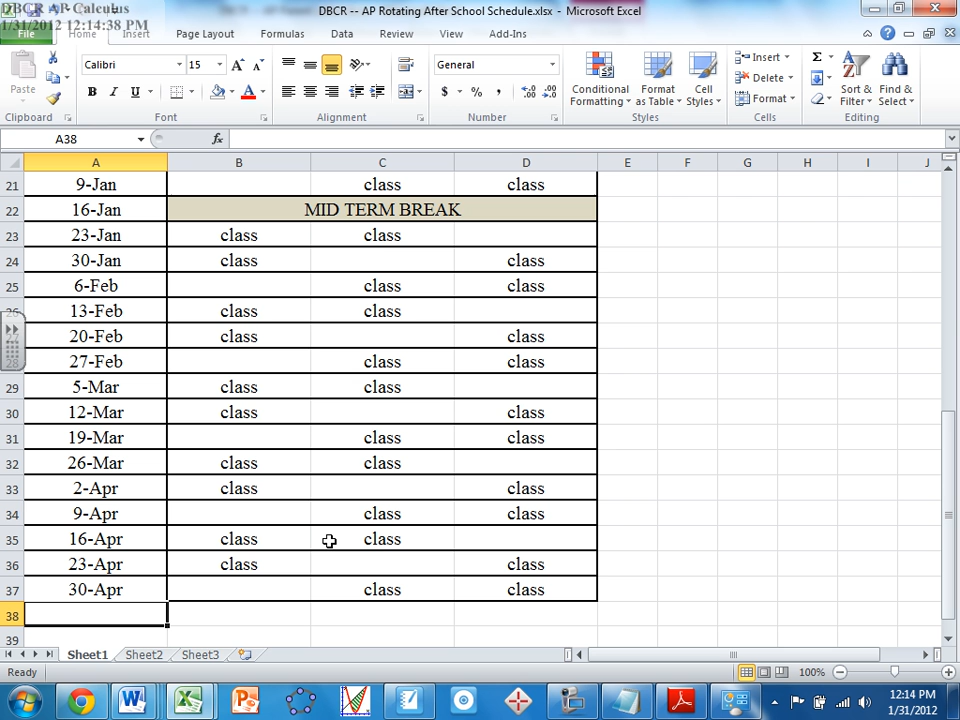 DBCR AP Calculus
1/31/2012 12:14:38 PM
DBCR -- AP Rotating After School Schedule.xlsx - Microsoft Excel
File Home Insert Page Layout Formulas Data Review View Add-Ins
Paste
Calibri 15
B I U A
General
$ % ,
Conditional Formatting
Format as Table
Cell Styles
Insert
Delete
Format
Σ
Sort & Filter
Find & Select
Clipboard Font Alignment Number Styles Cells Editing
A38 fx
A B C D E F G H I J
21 9-Jan class class
22 16-Jan MID TERM BREAK
23 23-Jan class class
24 30-Jan class class
25 6-Feb class class
26 13-Feb class class
27 20-Feb class class
28 27-Feb class class
29 5-Mar class class
30 12-Mar class class
31 19-Mar class class
32 26-Mar class class
33 2-Apr class class
34 9-Apr class class
35 16-Apr class class
36 23-Apr class class
37 30-Apr class class
38
39
Sheet1 Sheet2 Sheet3
Ready 100%
12:14 PM
1/31/2012